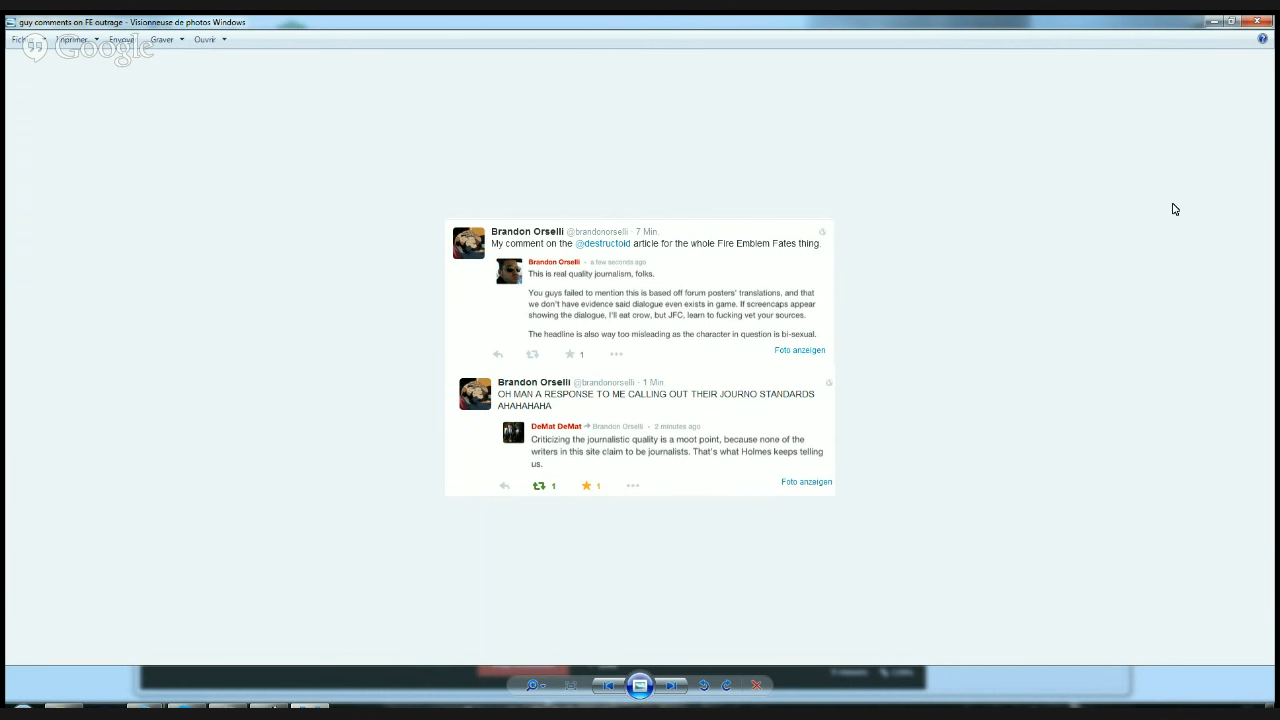 guy comments on FE outrage - Visionneuse de photos Windows
Imprimer Graver Ouvrir
Google
Brandon Orselli @brandonorselli · 7 Min.
My comment on the @destructoid article for the whole Fire Emblem Fates thing.
Brandon Orselli • a few seconds ago
This is real quality journalism, folks.
You guys failed to mention this is based off forum posters' translations, and that
we don't have evidence said dialogue even exists in game. If screencaps appear
showing the dialogue, I'll eat crow, but JFC, learn to fucking vet your sources.
The headline is also way too misleading as the character in question is bi-sexual.
1
Foto anzeigen
Brandon Orselli @brandonorselli · 1 Min.
OH MAN A RESPONSE TO ME CALLING OUT THEIR JOURNO STANDARDS
AHAHAHAHA
DeMat DeMat → Brandon Orselli • 2 minutes ago
Criticizing the journalistic quality is a moot point, because none of the
writers in this site claim to be journalists. That's what Holmes keeps telling
us.
1 1
Foto anzeigen